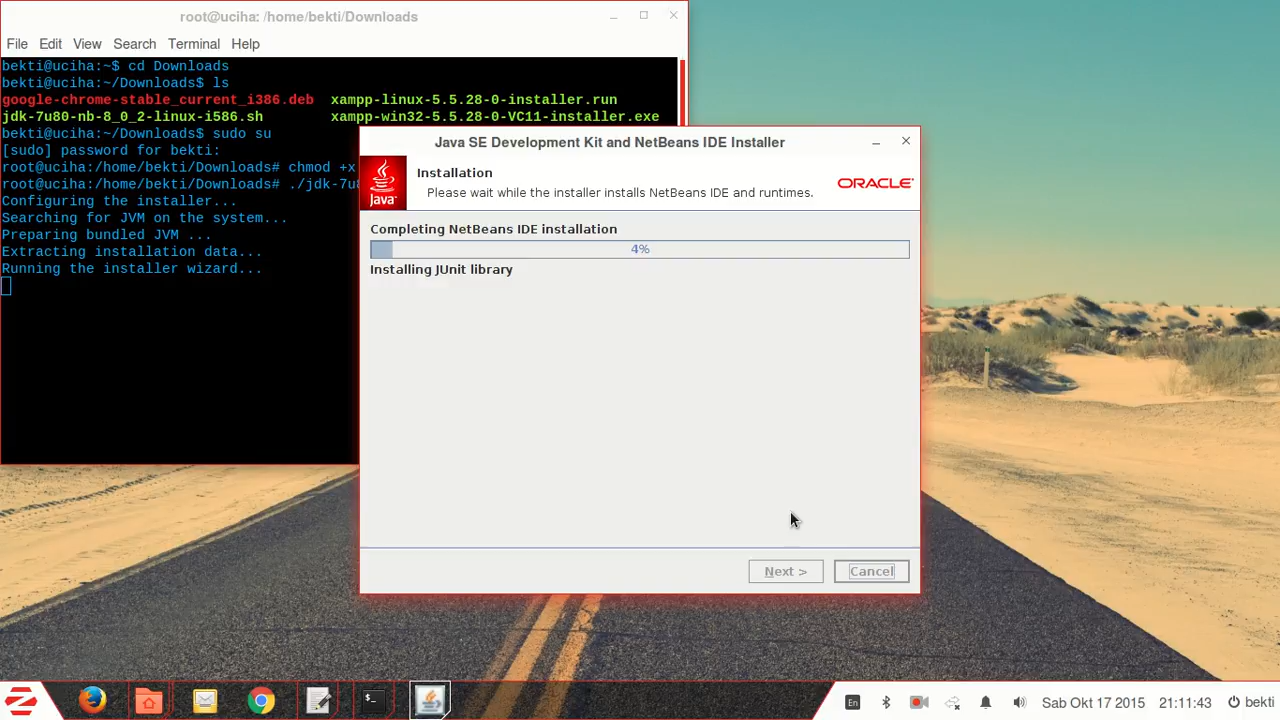 root@uciha: /home/bekti/Downloads
File Edit View Search Terminal Help
bekti@uciha:~$ cd Downloads
bekti@uciha:~/Downloads$ ls
google-chrome-stable_current_i386.deb xampp-linux-5.5.28-0-installer.run
jdk-7u80-nb-8_0_2-linux-i586.sh xampp-win32-5.5.28-0-VC11-installer.exe
bekti@uciha:~/Downloads$ sudo su
[sudo] password for bekti:
root@uciha:/home/bekti/Downloads# chmod +x
root@uciha:/home/bekti/Downloads# ./jdk-7u8
Configuring the installer...
Searching for JVM on the system...
Preparing bundled JVM ...
Extracting installation data...
Running the installer wizard...
Java SE Development Kit and NetBeans IDE Installer
Java
Installation
Please wait while the installer installs NetBeans IDE and runtimes.
ORACLE
Completing NetBeans IDE installation
4%
Installing JUnit library
Next >
Cancel
En
Sab Okt 17 2015
21:11:43
bekti